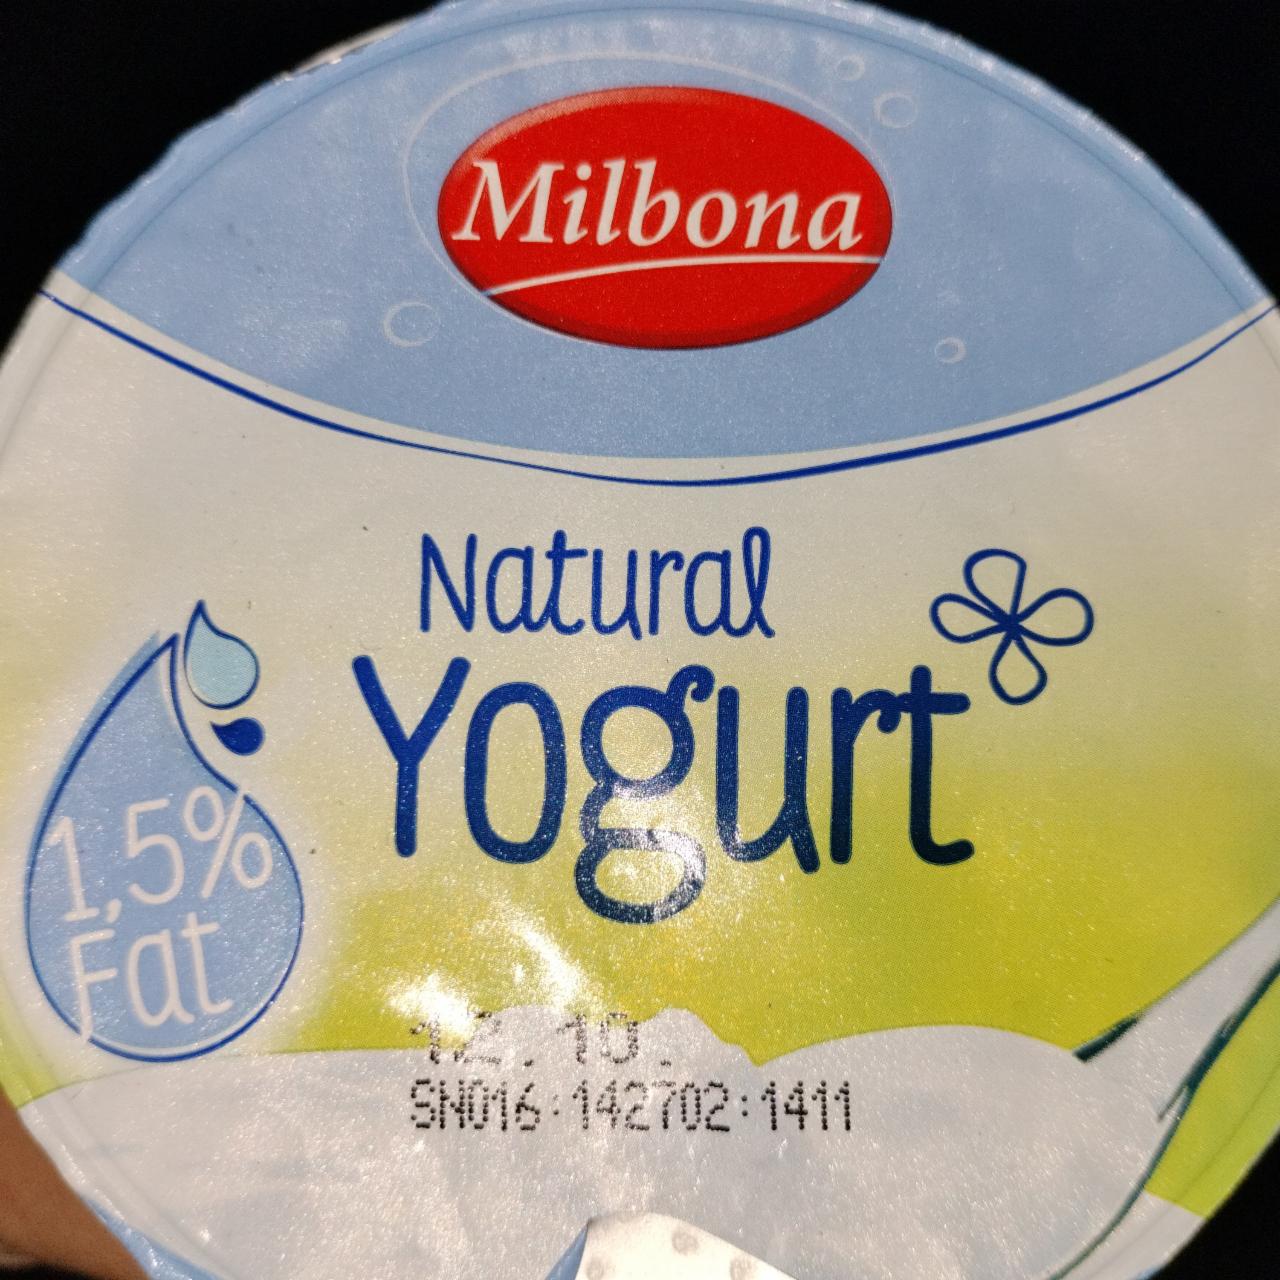 Milbona
Natural
Yogurt
1,5%
Fat
12.10.
SN016:142702:1411